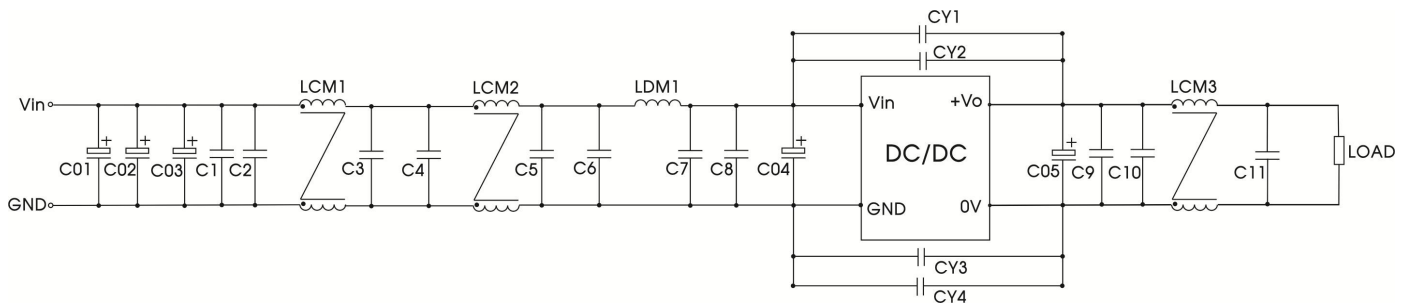 CY1
CY2
LCM1
LCM2
LDM1
LCM3
Vin
Vin
+Vo
C01
+
C02
+
C03
+
C1
C2
C3
C4
C5
C6
C7
C8
C04
+
DC/DC
C05
+
C9
C10
C11
LOAD
GND
GND
0V
CY3
CY4